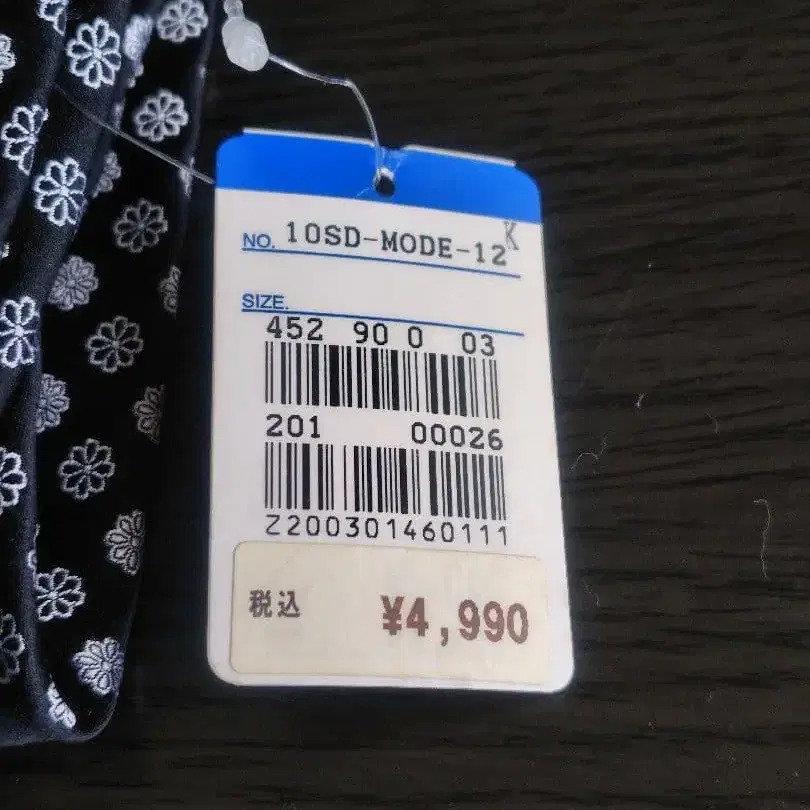 NO. 10SD-MODE-12 K
SIZE.
452 90 0 03
201 00026
Z200301460111
税込 ¥4,990